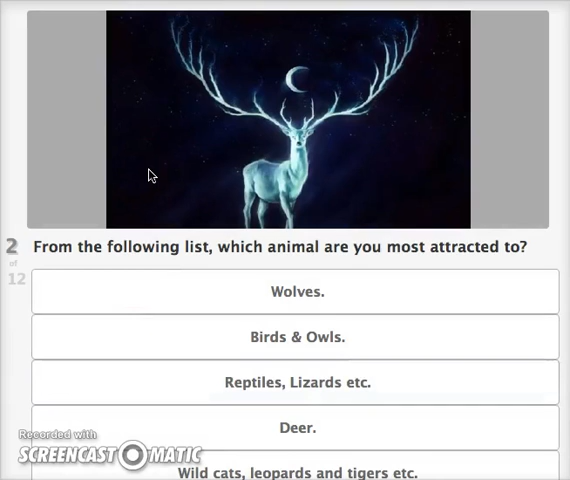 2 From the following list, which animal are you most attracted to?
of
12
Wolves.
Birds & Owls.
Reptiles, Lizards etc.
Deer.
Recorded with
SCREENCAST O MATIC
Wild cats, leopards and tigers etc.